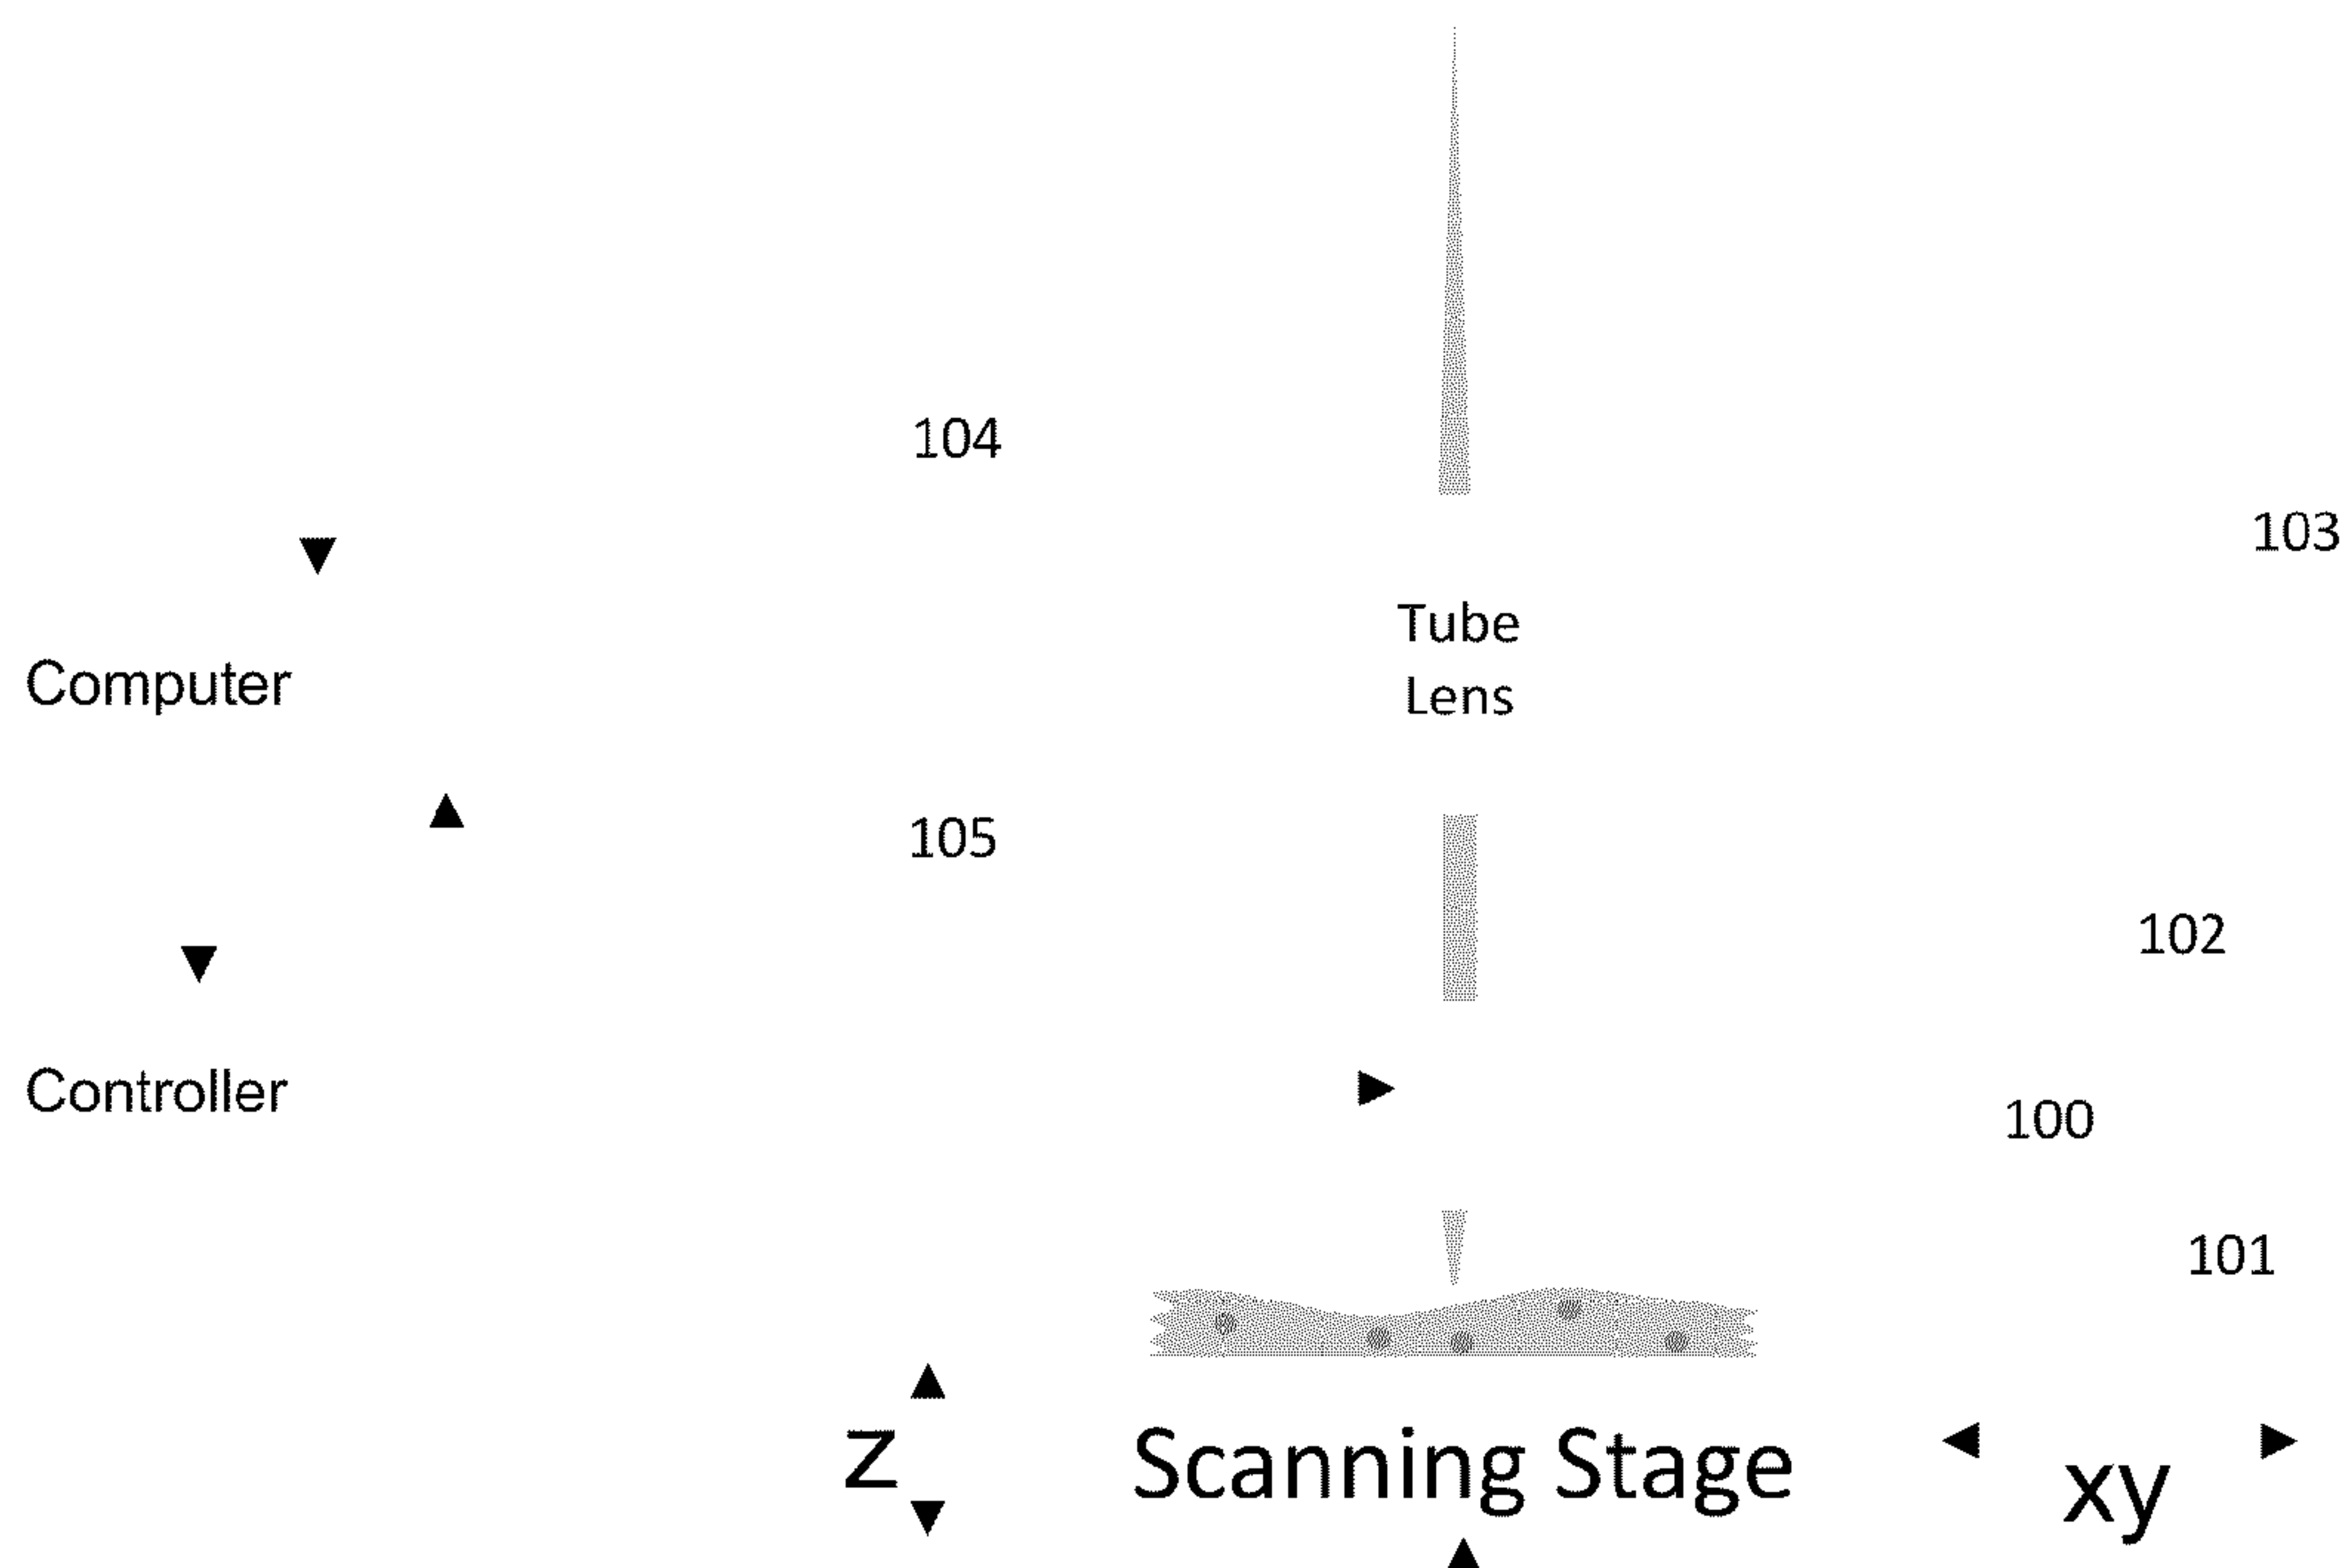 104
103
Tube
Lens
Computer
105
102
Controller
100
101
z
Scanning Stage
xy